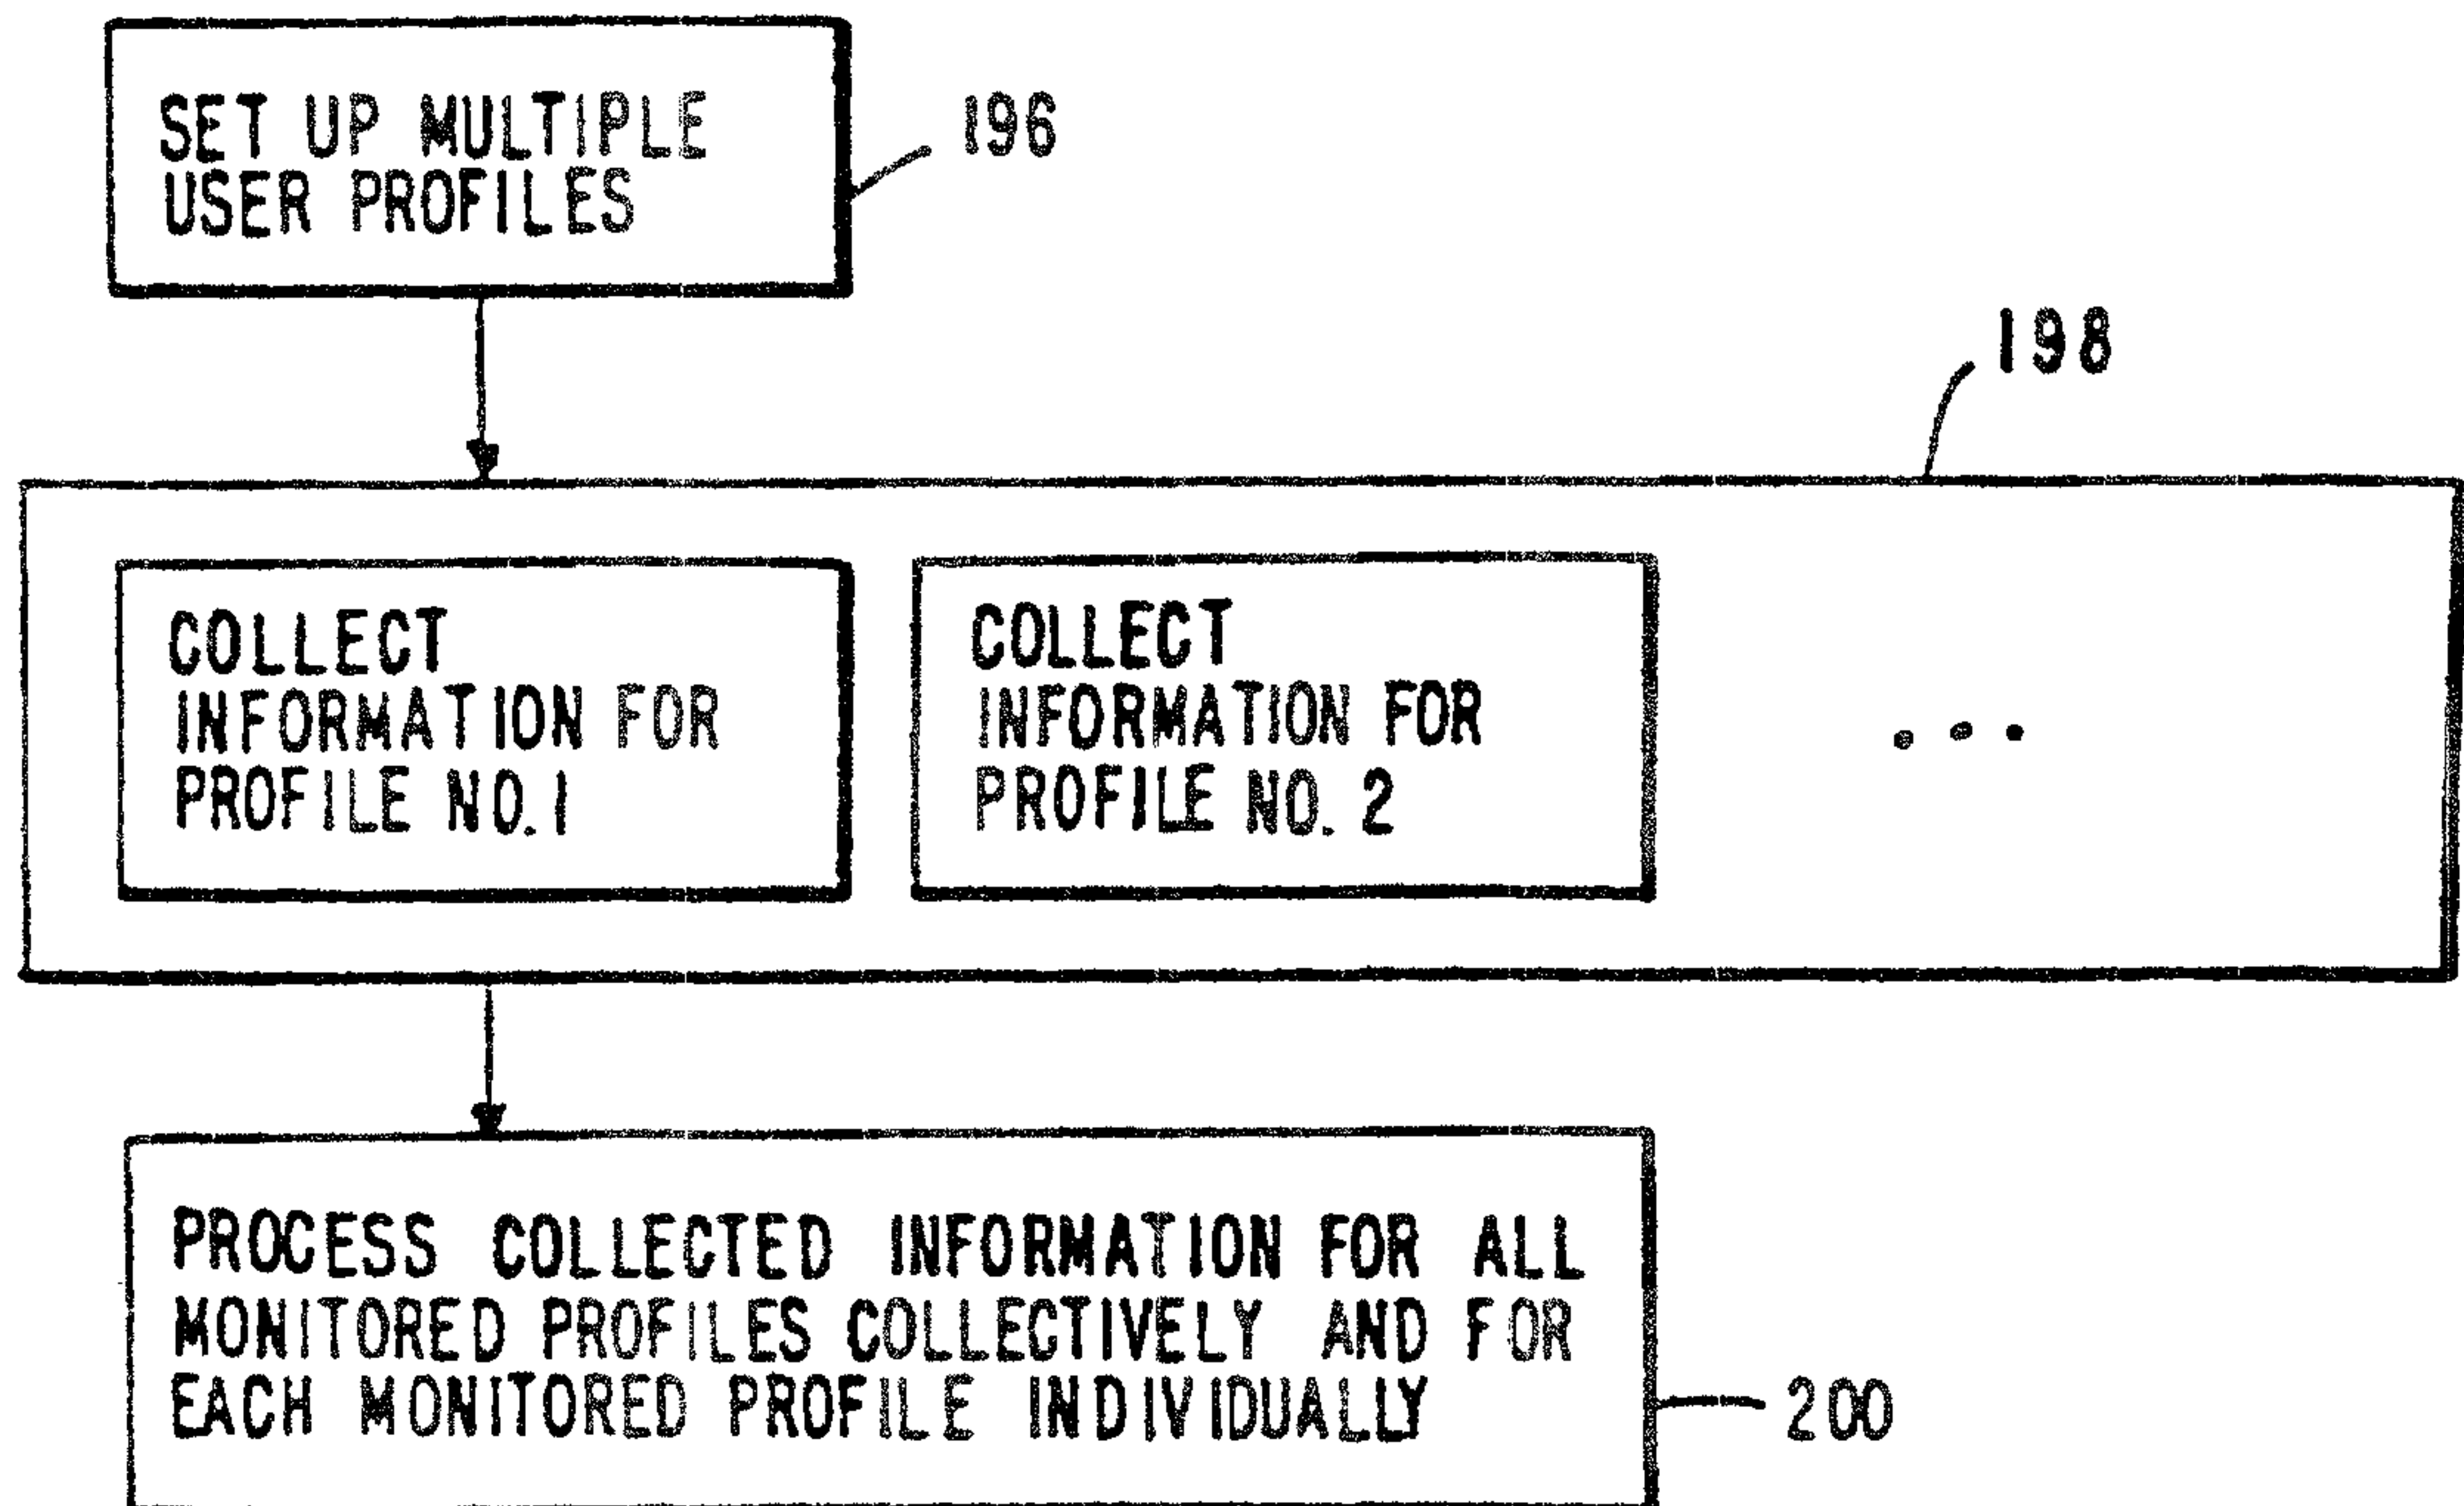 SET UP MULTIPLE
USER PROFILES
196
198
COLLECT
INFORMATION FOR
PROFILE NO.1
COLLECT
INFORMATION FOR
PROFILE NO. 2
...
PROCESS COLLECTED INFORMATION FOR ALL
MONITORED PROFILES COLLECTIVELY AND FOR
EACH MONITORED PROFILE INDIVIDUALLY
200